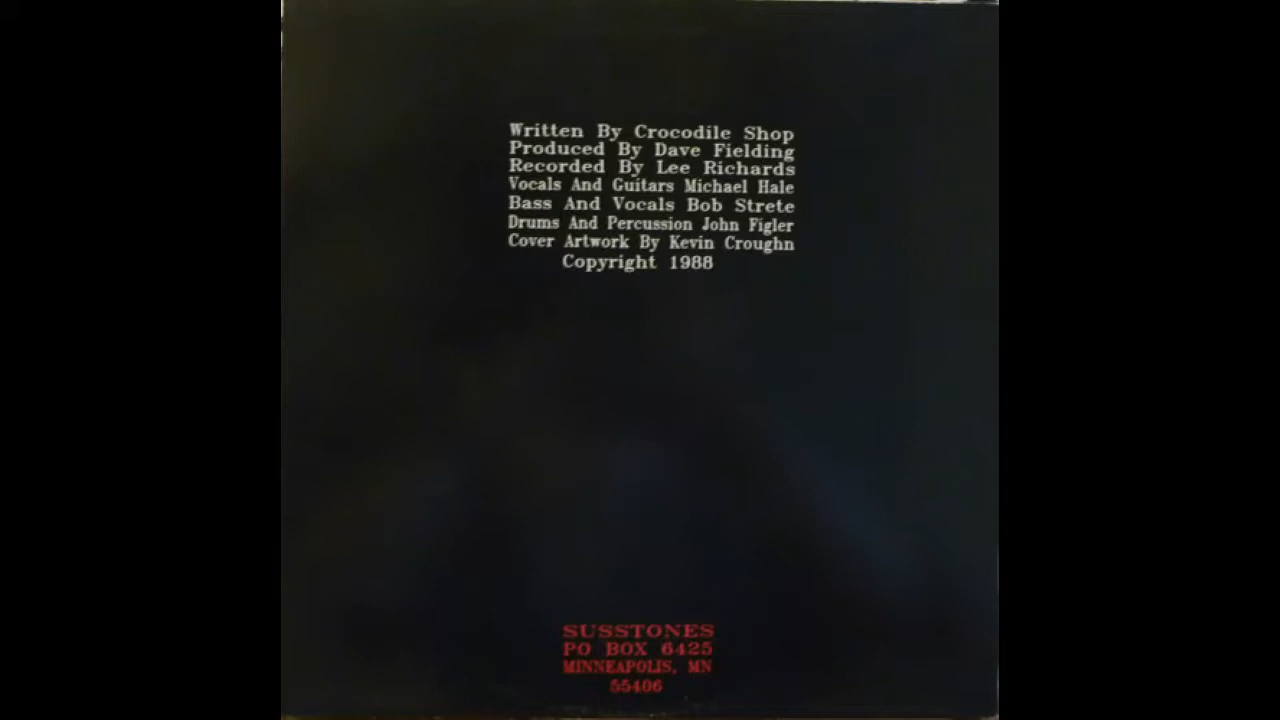 Written By Crocodile Shop
Produced By Dave Fielding
Recorded By Lee Richards
Vocals And Guitars Michael Hale
Bass And Vocals Bob Strete
Drums And Percussion John Figler
Cover Artwork By Kevin Croughn
Copyright 1988
SUSSTONES
PO BOX 6425
MINNEAPOLIS, MN
55406